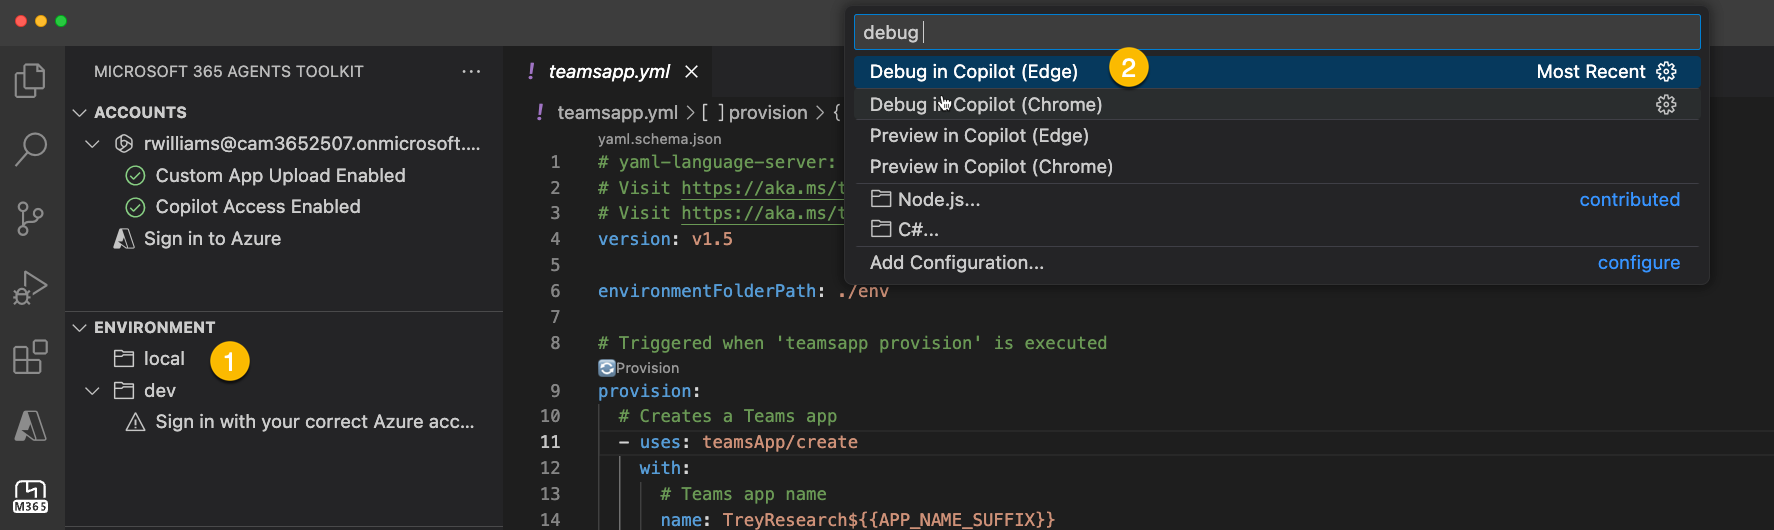 debug
Debug in Copilot (Edge)
2
Most Recent
Debug in Copilot (Chrome)
Preview in Copilot (Edge)
Preview in Copilot (Chrome)
Node.js...
contributed
C#...
Add Configuration...
configure
MICROSOFT 365 AGENTS TOOLKIT
...
ACCOUNTS
rwilliams@cam3652507.onmicrosoft....
Custom App Upload Enabled
Copilot Access Enabled
Sign in to Azure
ENVIRONMENT
local
1
dev
Sign in with your correct Azure acc...
M365
! teamsapp.yml
! teamsapp.yml > [ ] provision > {
yaml.schema.json
1 # yaml-language-server:
2 # Visit https://aka.ms/t
3 # Visit https://aka.ms/t
4 version: v1.5
5
6 environmentFolderPath: ./env
7
8 # Triggered when 'teamsapp provision' is executed
Provision
9 provision:
10 # Creates a Teams app
11 - uses: teamsApp/create
12 with:
13 # Teams app name
14 name: TreyResearch${{APP_NAME_SUFFIX}}